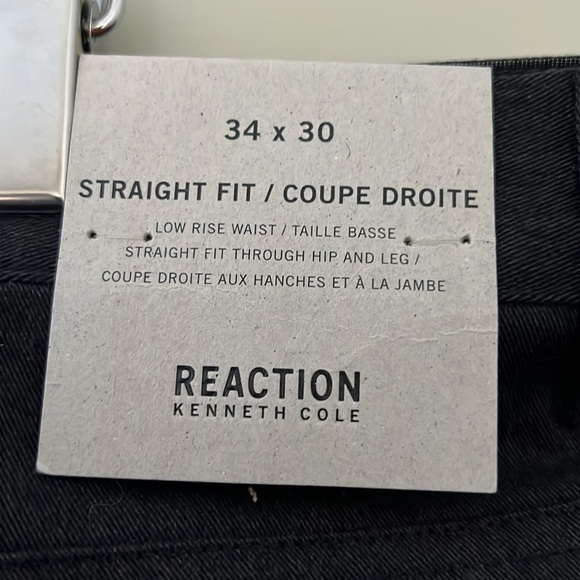 34 x 30
STRAIGHT FIT / COUPE DROITE
LOW RISE WAIST / TAILLE BASSE
STRAIGHT FIT THROUGH HIP AND LEG /
COUPE DROITE AUX HANCHES ET À LA JAMBE
REACTION
KENNETH COLE